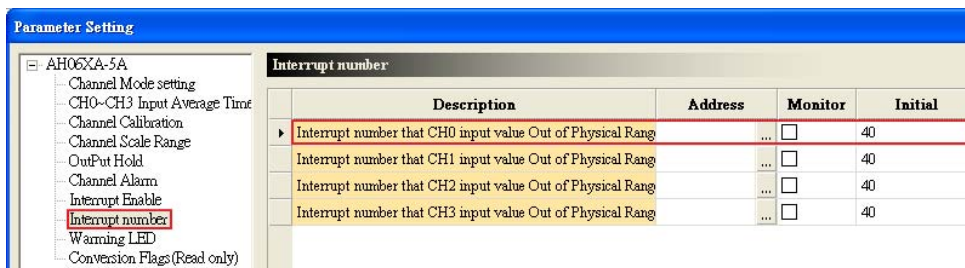 Parameter Setting
AH06XA-5A
Channel Mode setting
CH0~CH3 Input Average Time
Channel Calibration
Channel Scale Range
OutPut Hold
Channel Alarm
Interrupt Enable
Interrupt number
Warming LED
Conversion Flags(Read only)
Interrupt number
Description Address Monitor Initial
Interrupt number that CH0 input value Out of Physical Range ... 40
Interrupt number that CH1 input value Out of Physical Rang ... 40
Interrupt number that CH2 input value Out of Physical Rang ... 40
Interrupt number that CH3 input value Out of Physical Rang ... 40